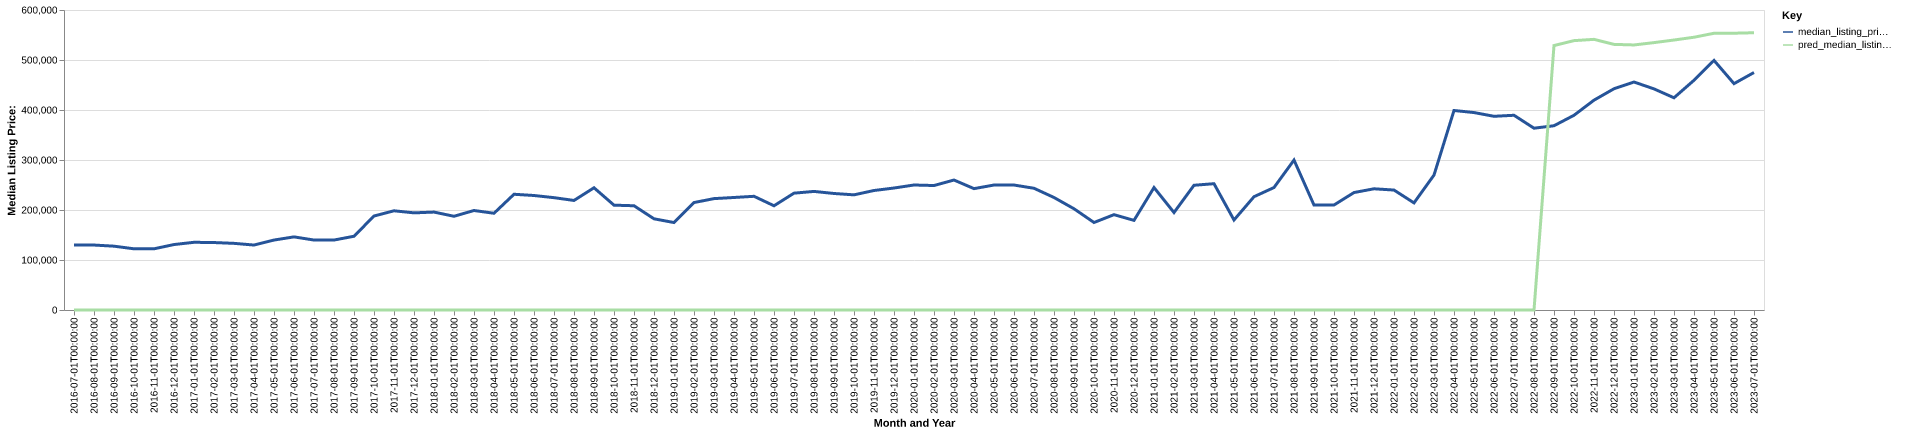 600,000
500,000
400,000
300,000
200,000
100,000
0
Median Listing Price:
2016-07-01T00:00:00
2016-08-01T00:00:00
2016-09-01T00:00:00
2016-10-01T00:00:00
2016-11-01T00:00:00
2016-12-01T00:00:00
2017-01-01T00:00:00
2017-02-01T00:00:00
2017-03-01T00:00:00
2017-04-01T00:00:00
2017-05-01T00:00:00
2017-06-01T00:00:00
2017-07-01T00:00:00
2017-08-01T00:00:00
2017-09-01T00:00:00
2017-10-01T00:00:00
2017-11-01T00:00:00
2017-12-01T00:00:00
2018-01-01T00:00:00
2018-02-01T00:00:00
2018-03-01T00:00:00
2018-04-01T00:00:00
2018-05-01T00:00:00
2018-06-01T00:00:00
2018-07-01T00:00:00
2018-08-01T00:00:00
2018-09-01T00:00:00
2018-10-01T00:00:00
2018-11-01T00:00:00
2018-12-01T00:00:00
2019-01-01T00:00:00
2019-02-01T00:00:00
2019-03-01T00:00:00
2019-04-01T00:00:00
2019-05-01T00:00:00
2019-06-01T00:00:00
2019-07-01T00:00:00
2019-08-01T00:00:00
2019-09-01T00:00:00
2019-10-01T00:00:00
2019-11-01T00:00:00
2019-12-01T00:00:00
2020-01-01T00:00:00
2020-02-01T00:00:00
2020-03-01T00:00:00
2020-04-01T00:00:00
2020-05-01T00:00:00
2020-06-01T00:00:00
2020-07-01T00:00:00
2020-08-01T00:00:00
2020-09-01T00:00:00
2020-10-01T00:00:00
2020-11-01T00:00:00
2020-12-01T00:00:00
2021-01-01T00:00:00
2021-02-01T00:00:00
2021-03-01T00:00:00
2021-04-01T00:00:00
2021-05-01T00:00:00
2021-06-01T00:00:00
2021-07-01T00:00:00
2021-08-01T00:00:00
2021-09-01T00:00:00
2021-10-01T00:00:00
2021-11-01T00:00:00
2021-12-01T00:00:00
2022-01-01T00:00:00
2022-02-01T00:00:00
2022-03-01T00:00:00
2022-04-01T00:00:00
2022-05-01T00:00:00
2022-06-01T00:00:00
2022-07-01T00:00:00
2022-08-01T00:00:00
2022-09-01T00:00:00
2022-10-01T00:00:00
2022-11-01T00:00:00
2022-12-01T00:00:00
2023-01-01T00:00:00
2023-02-01T00:00:00
2023-03-01T00:00:00
2023-04-01T00:00:00
2023-05-01T00:00:00
2023-06-01T00:00:00
2023-07-01T00:00:00
Month and Year
Key
median_listing_pri…
pred_median_listin…